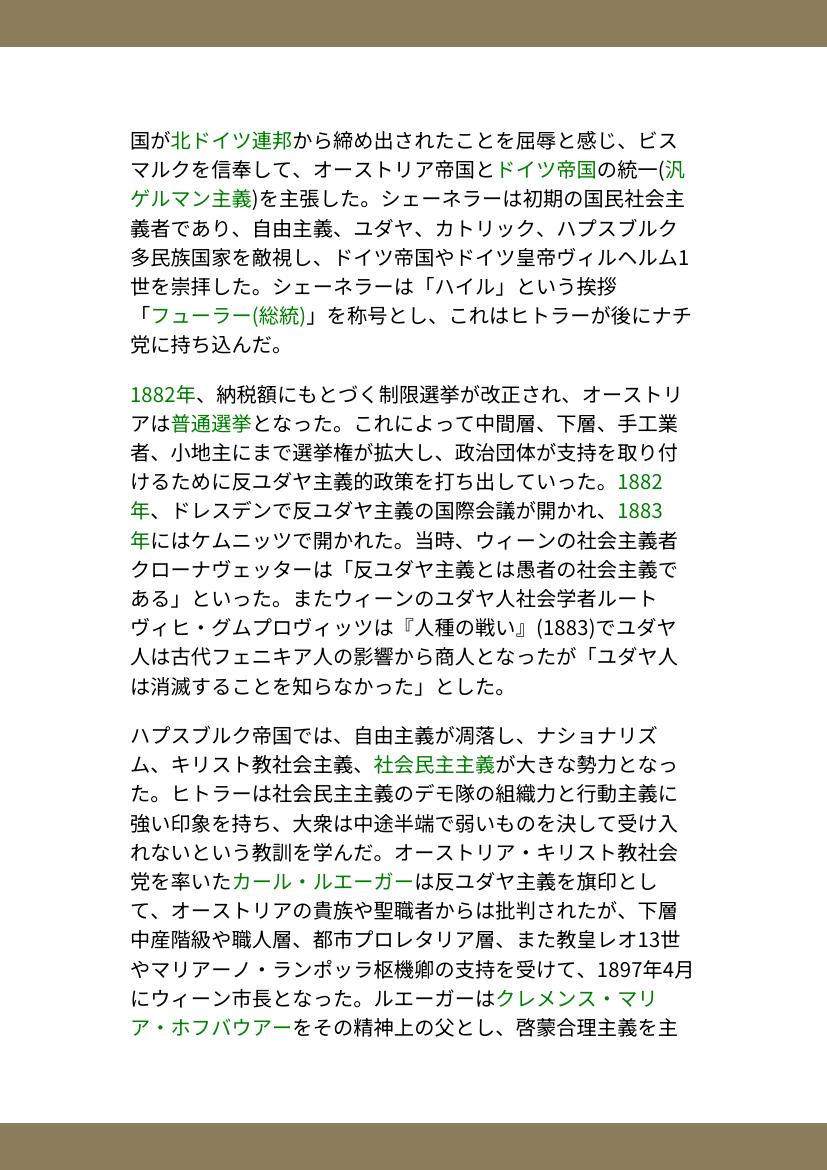 国が北ドイツ連邦から締め出されたことを屈辱と感じ、ビス
マルクを信奉して、オーストリア帝国とドイツ帝国の統一(汎
ゲルマン主義)を主張した。シェーネラーは初期の国民社会主
義者であり、自由主義、ユダヤ、カトリック、ハプスブルク
多民族国家を敵視し、ドイツ帝国やドイツ皇帝ヴィルヘルム1
世を崇拝した。シェーネラーは「ハイル」という挨拶
「フューラー(総統)」を称号とし、これはヒトラーが後にナチ
党に持ち込んだ。
1882年、納税額にもとづく制限選挙が改正され、オーストリ
アは普通選挙となった。これによって中間層、下層、手工業
者、小地主にまで選挙権が拡大し、政治団体が支持を取り付
けるために反ユダヤ主義的政策を打ち出していった。1882
年、ドレスデンで反ユダヤ主義の国際会議が開かれ、1883
年にはケムニッツで開かれた。当時、ウィーンの社会主義者
クローナヴェッターは「反ユダヤ主義とは愚者の社会主義で
ある」といった。またウィーンのユダヤ人社会学者ルート
ヴィヒ・グムプロヴィッツは『人種の戦い』(1883)でユダヤ
人は古代フェニキア人の影響から商人となったが「ユダヤ人
は消滅することを知らなかった」とした。
ハプスブルク帝国では、自由主義が凋落し、ナショナリズ
ム、キリスト教社会主義、社会民主主義が大きな勢力となっ
た。ヒトラーは社会民主主義のデモ隊の組織力と行動主義に
強い印象を持ち、大衆は中途半端で弱いものを決して受け入
れないという教訓を学んだ。オーストリア・キリスト教社会
党を率いたカール・ルエーガーは反ユダヤ主義を旗印とし
て、オーストリアの貴族や聖職者からは批判されたが、下層
中産階級や職人層、都市プロレタリア層、また教皇レオ13世
やマリアーノ・ランポッラ枢機卿の支持を受けて、1897年4月
にウィーン市長となった。ルエーガーはクレメンス・マリ
ア・ホフバウアーをその精神上の父とし、啓蒙合理主義を主